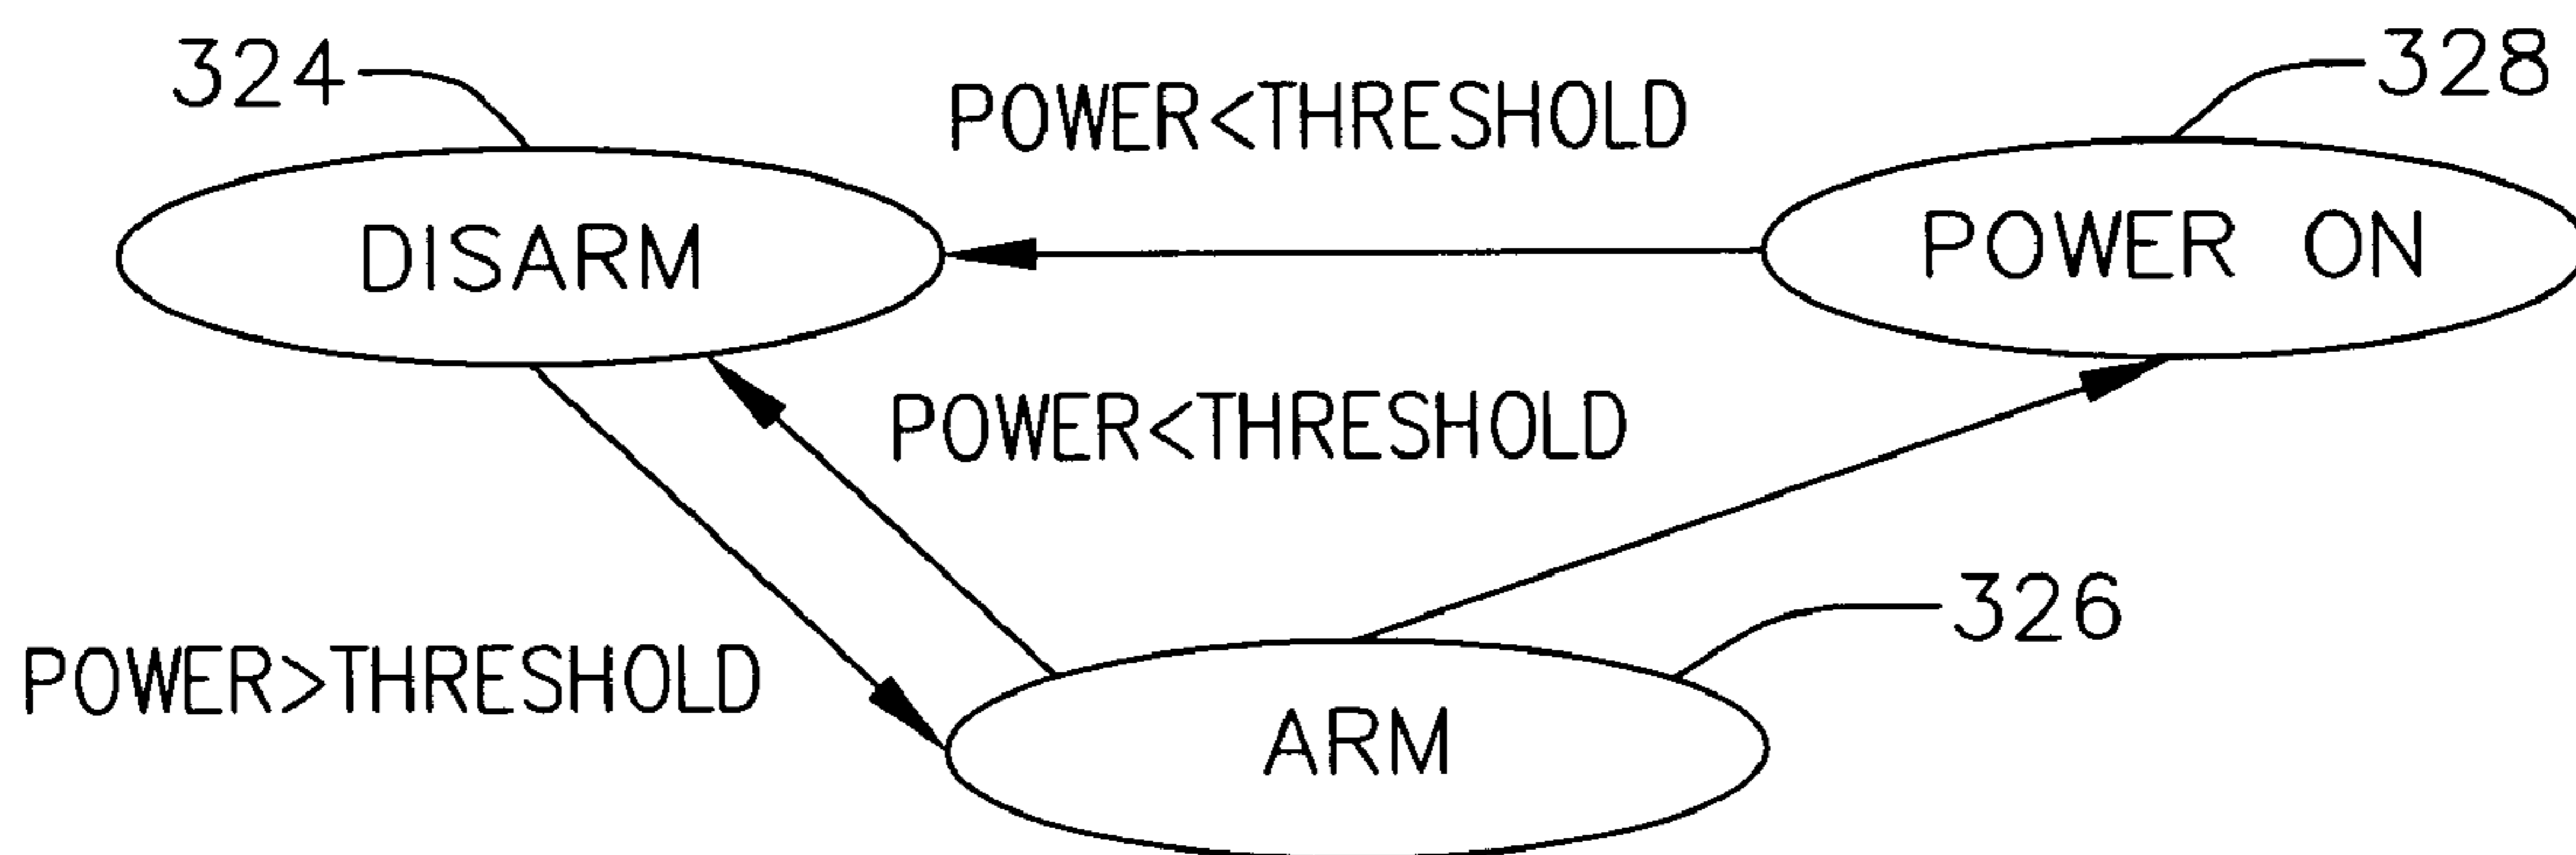 324
328
POWER<THRESHOLD
DISARM
POWER ON
POWER<THRESHOLD
326
POWER>THRESHOLD
ARM